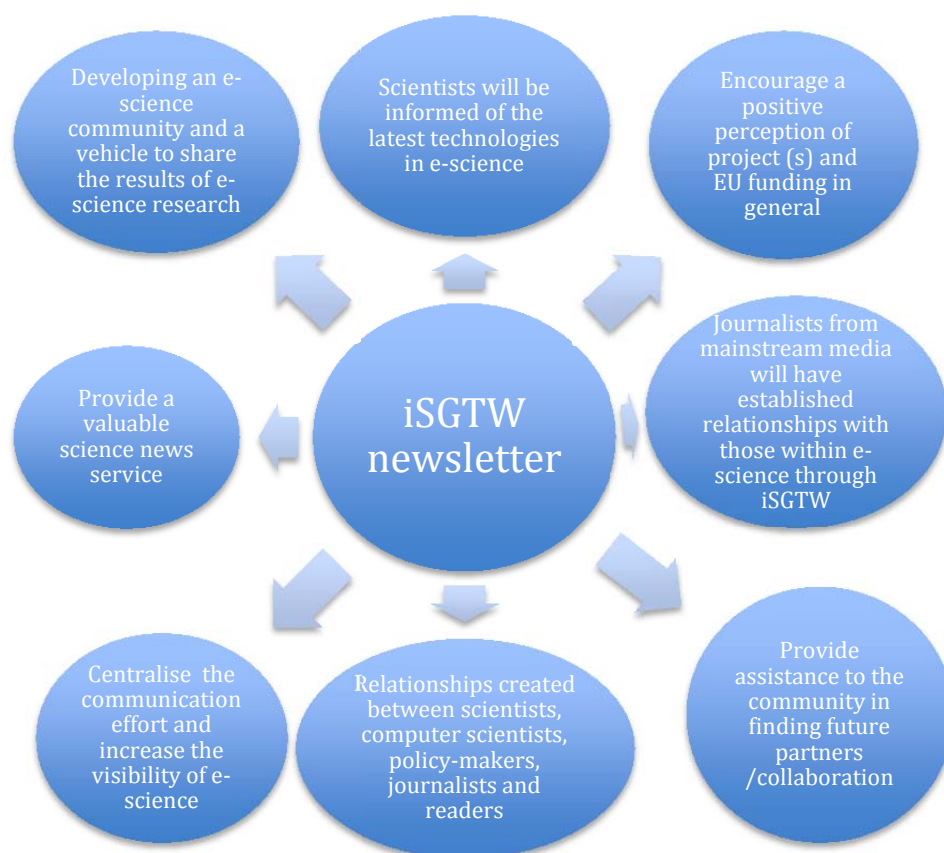 Developing an e-
science
community and a
vehicle to share
the results of e-
science research
Scientists will be
informed of the
latest technologies
in e-science
Encourage a
positive
perception of
project (s) and
EU funding in
general
Provide a
valuable
science news
service
iSGTW
newsletter
Journalists from
mainstream media
will have
established
relationships with
those within e-
science through
iSGTW
Centralise the
communication
effort and
increase the
visibility of e-
science
Relationships created
between scientists,
computer scientists,
policy-makers,
journalists and
readers
Provide
assistance to the
community in
finding future
partners
/collaboration